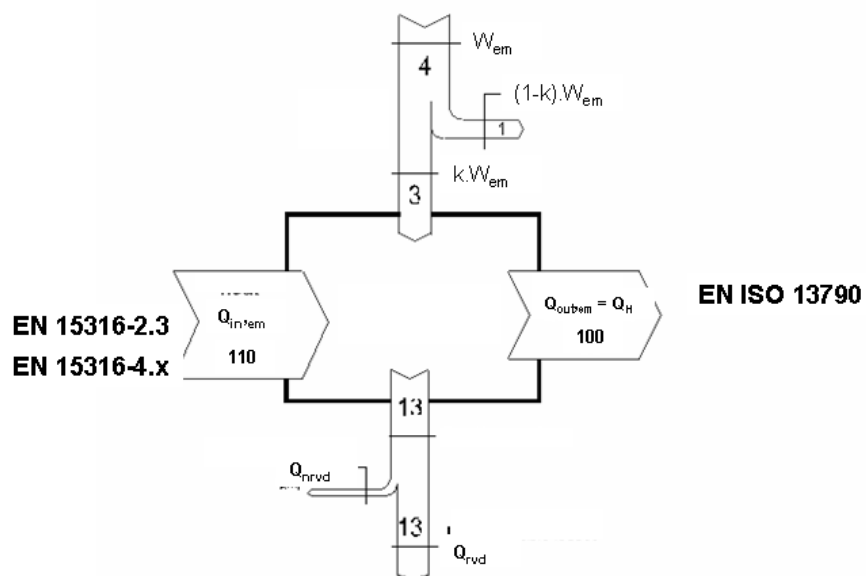 W_em
4
(1-k).W_em
1
k.W_em
3
Q_in,em
110
EN 15316-2.3
EN 15316-4.x
Q_out,em = Q_H
100
EN ISO 13790
13
Q_nrvd
13
Q_rvd